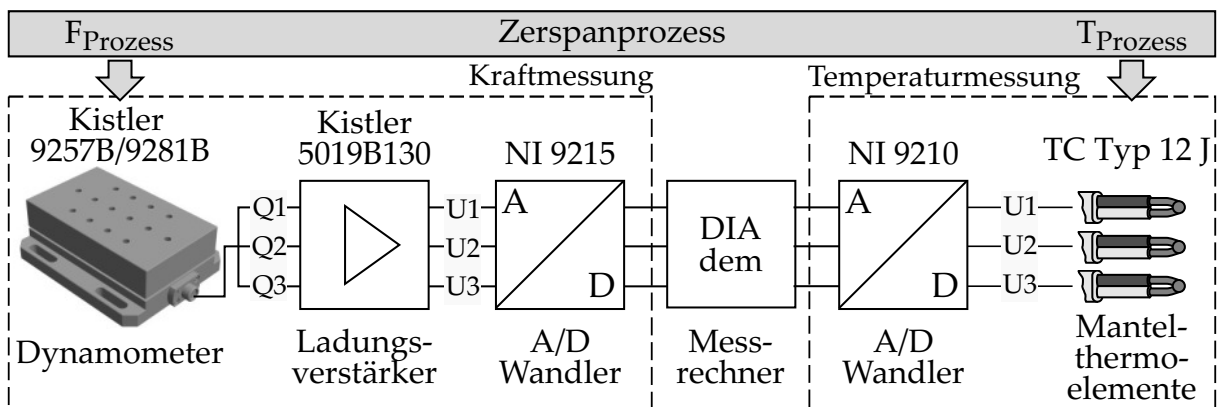 F_Prozess Zerspanprozess T_Prozess
Kraftmessung Temperaturmessung
Kistler
9257B/9281B
Kistler
5019B130
NI 9215
NI 9210
TC Typ 12 J
Q1
Q2
Q3
U1
U2
U3
A
D
DIA
dem
A
D
U1
U2
U3
Dynamometer
Ladungs-
verstärker
A/D
Wandler
Mess-
rechner
A/D
Wandler
Mantel-
thermo-
elemente